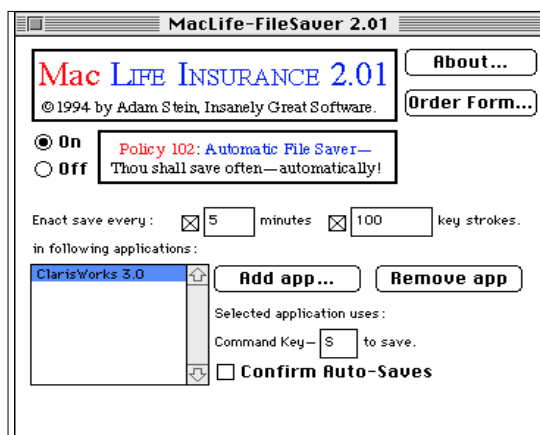 MacLife-FileSaver 2.01
Mac LIFE INSURANCE 2.01
©1994 by Adam Stein, Insanely Great Software.
About...
Order Form...
On
Off
Policy 102: Automatic File Saver—
Thou shall save often—automatically!
Enact save every: 5 minutes 100 key strokes.
in following applications:
ClarisWorks 3.0
Add app... Remove app
Selected application uses:
Command Key— S to save.
Confirm Auto-Saves